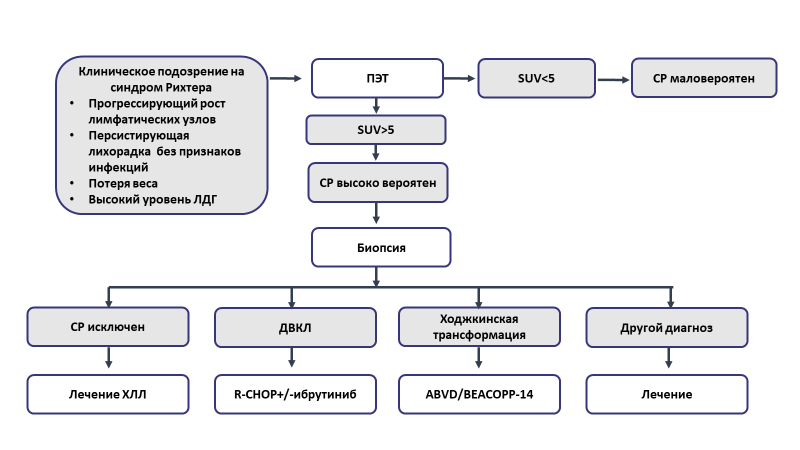 Клиническое подозрение на
синдром Рихтера
• Прогрессирующий рост
лимфатических узлов
• Персистирующая
лихорадка без признаков
инфекций
• Потеря веса
• Высокий уровень ЛДГ
ПЭТ
SUV<5
СР маловероятен
SUV>5
СР высоко вероятен
Биопсия
СР исключен
ДВКЛ
Ходжкинская
трансформация
Другой диагноз
Лечение ХЛЛ
R-CHOP+/-ибрутиниб
ABVD/BEACOPP-14
Лечение